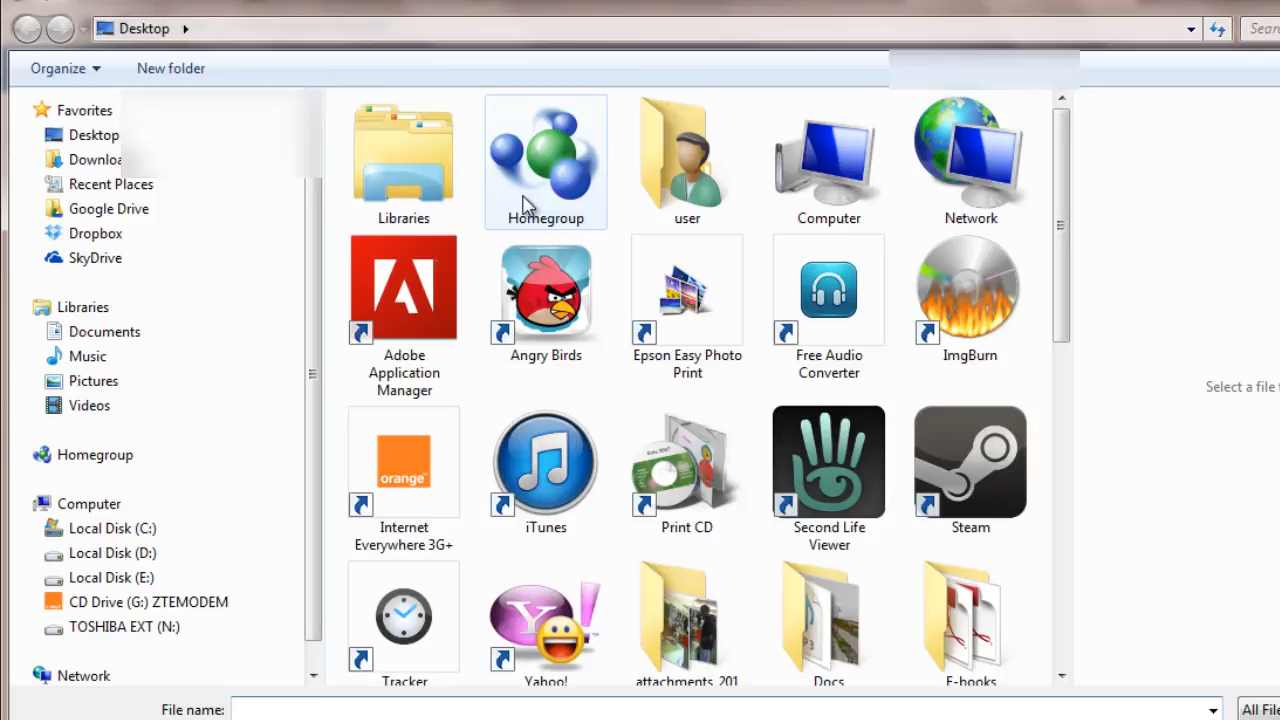 Desktop
Sear
Organize
New folder
Favorites
Desktop
Downloa
Recent Places
Google Drive
Dropbox
SkyDrive
Libraries
Documents
Music
Pictures
Videos
Homegroup
Computer
Local Disk (C:)
Local Disk (D:)
Local Disk (E:)
CD Drive (G:) ZTEMODEM
TOSHIBA EXT (N:)
Network
Libraries
Homegroup
user
Computer
Network
Adobe
Application
Manager
Angry Birds
Epson Easy Photo
Print
Free Audio
Converter
ImgBurn
orange™
Internet
Everywhere 3G+
iTunes
Print CD
Second Life
Viewer
Steam
Tracker
Yahoo!
attachments_201
Docs
E-books
Select a file
File name:
All File